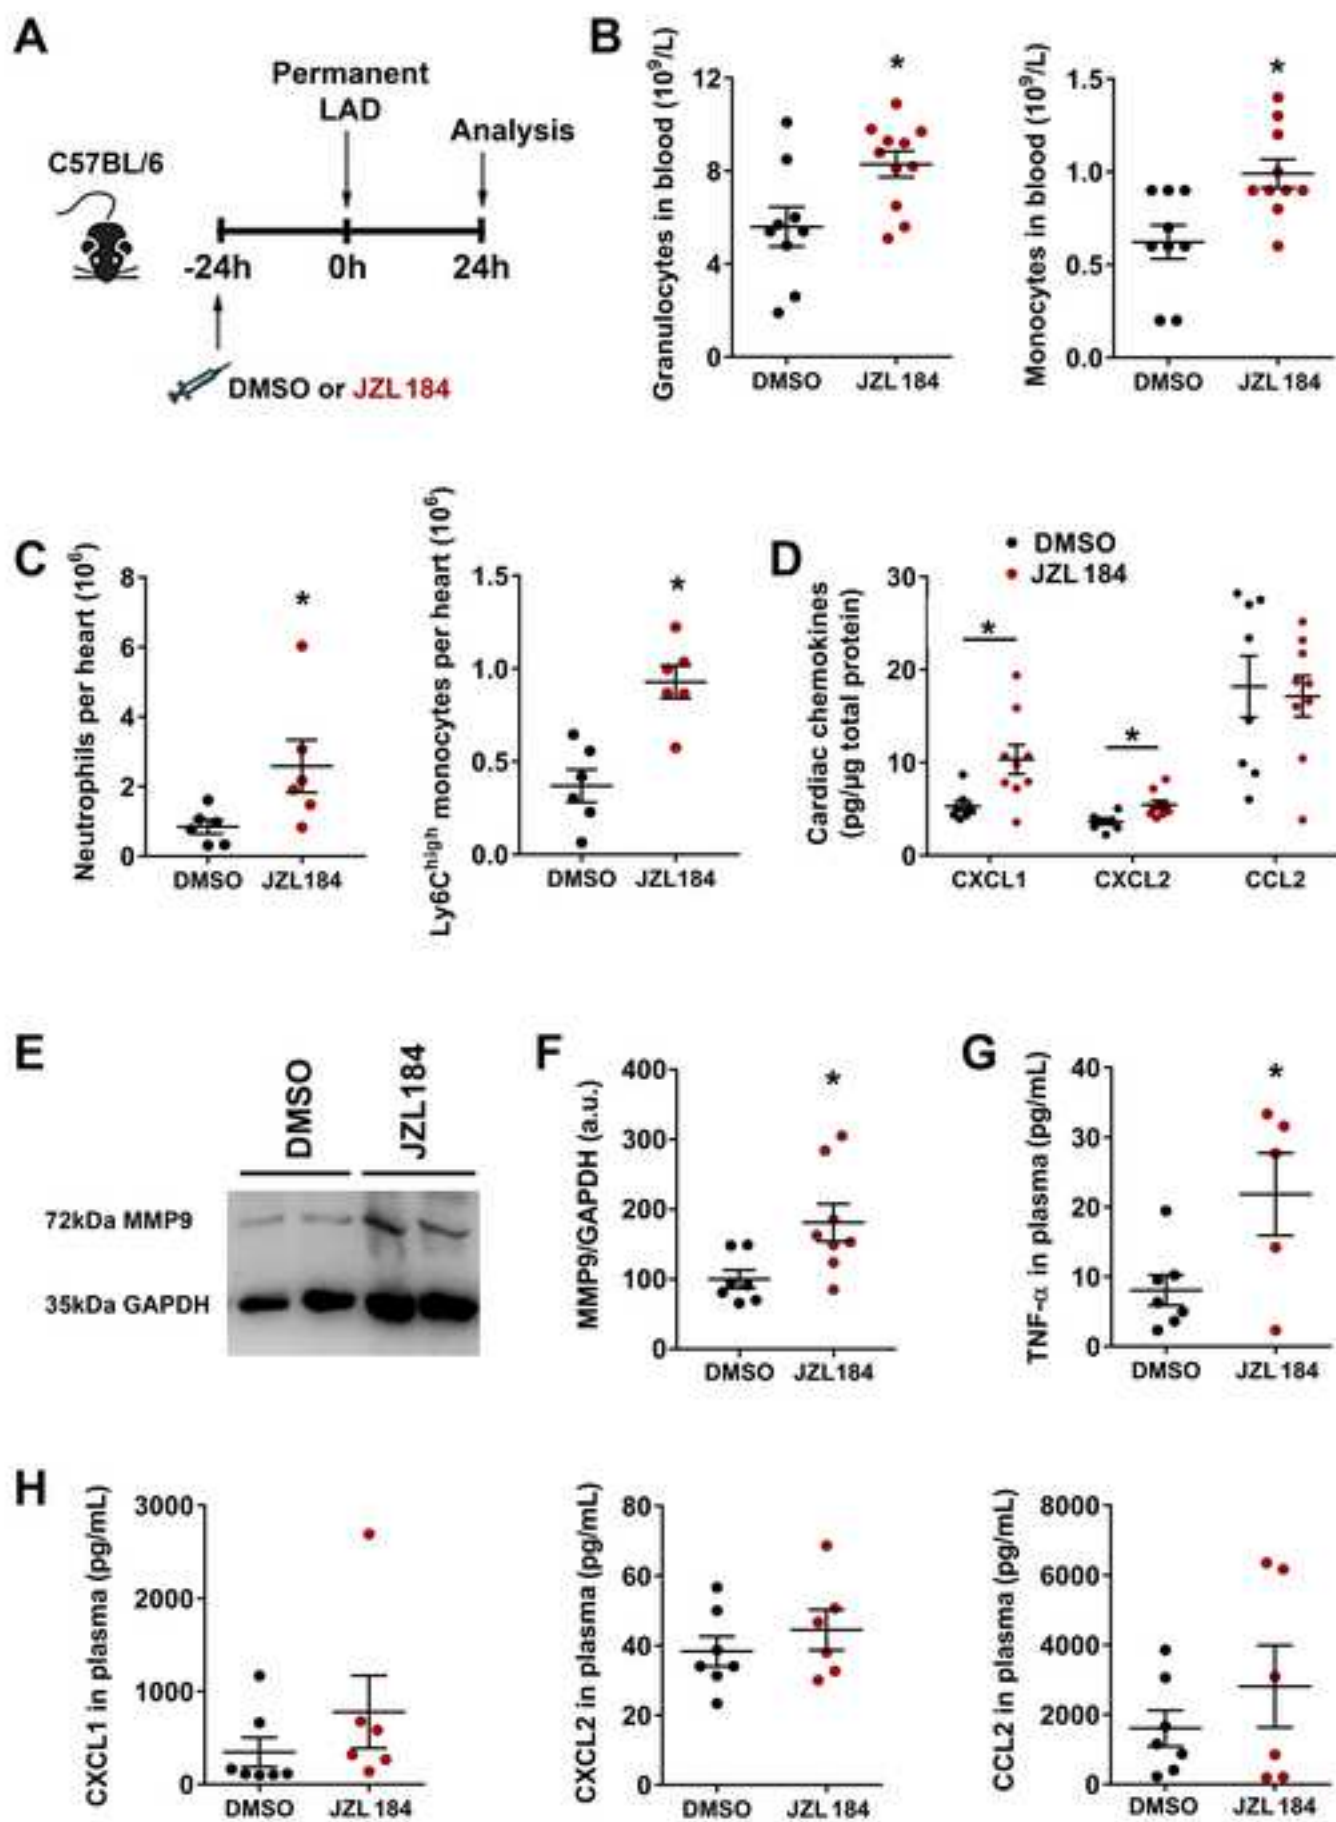 A
Permanent
LAD
Analysis
C57BL/6
-24h 0h 24h
DMSO or JZL184
B
Granulocytes in blood (10⁹/L)
12
8
4
0
*
DMSO JZL184
Monocytes in blood (10⁹/L)
1.5
1.0
0.5
0.0
*
DMSO JZL184
C
Neutrophils per heart (10⁶)
8
6
4
2
0
*
DMSO JZL184
Ly6Cʰⁱᵍʰ monocytes per heart (10⁶)
1.5
1.0
0.5
0.0
*
DMSO JZL184
D
DMSO
JZL184
Cardiac chemokines
(pg/μg total protein)
30
20
10
0
*
*
CXCL1 CXCL2 CCL2
E
DMSO JZL184
72kDa MMP9
35kDa GAPDH
F
MMP9/GAPDH (a.u.)
400
300
200
100
0
*
DMSO JZL184
G
TNF-α in plasma (pg/mL)
40
30
20
10
0
*
DMSO JZL184
H
CXCL1 in plasma (pg/mL)
3000
2000
1000
0
DMSO JZL184
CXCL2 in plasma (pg/mL)
80
60
40
20
0
DMSO JZL184
CCL2 in plasma (pg/mL)
8000
6000
4000
2000
0
DMSO JZL184